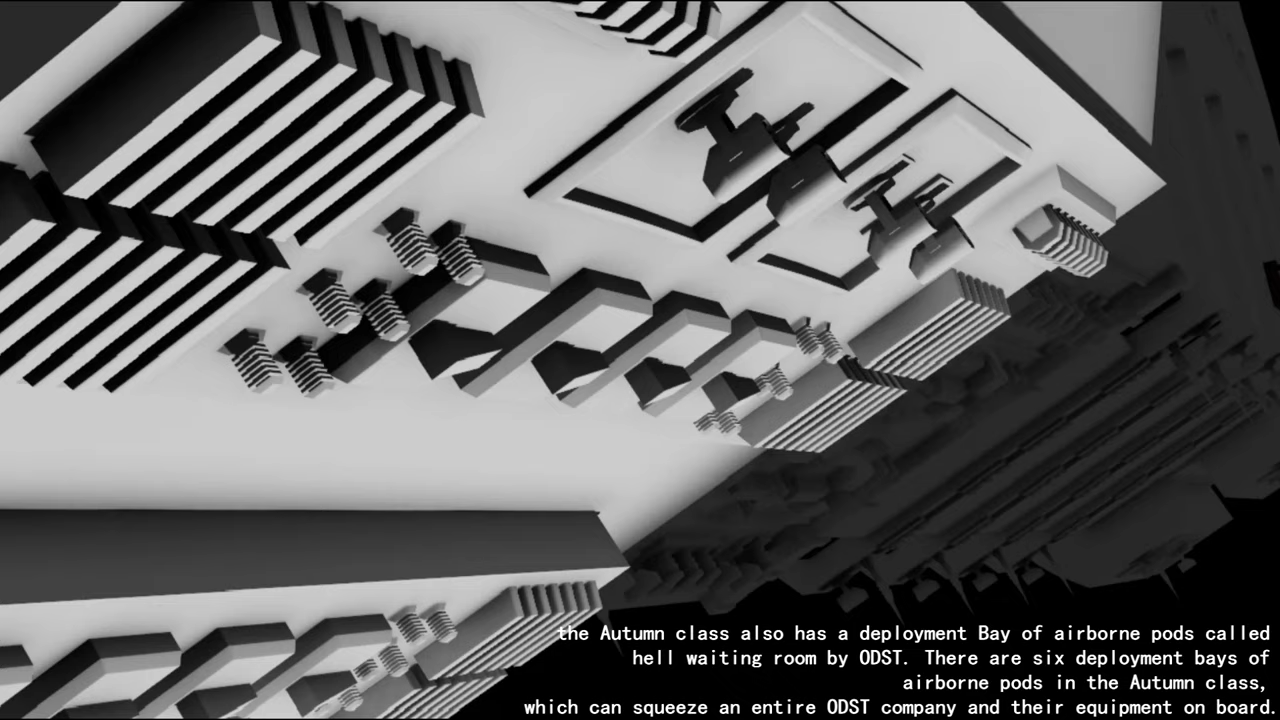 the Autumn class also has a deployment Bay of airborne pods called
hell waiting room by ODST. There are six deployment bays of
airborne pods in the Autumn class,
which can squeeze an entire ODST company and their equipment on board.